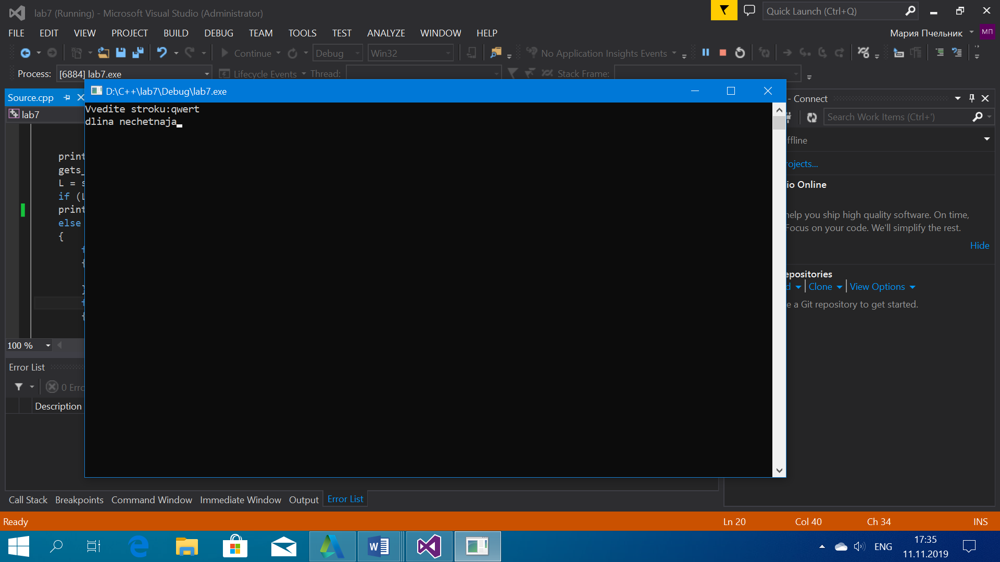 lab7 (Running) - Microsoft Visual Studio (Administrator)
Quick Launch (Ctrl+Q)
FILE EDIT VIEW PROJECT BUILD DEBUG TEAM TOOLS TEST ANALYZE WINDOW HELP
Мария Пчельник МП
Continue Debug Win32 No Application Insights Events
Process: [6884] lab7.exe Lifecycle Events Thread: Stack Frame:
D:\C++\lab7\Debug\lab7.exe
Source.cpp
- Connect
Vvedite stroku:qwert
dlina nechetnaja
lab7
Search Work Items (Ctrl+')
ffline
print
gets_
L = s
if (L
print
else
{
f
{
}
f
{
rojects...
io Online
help you ship high quality software. On time,
Focus on your code. We'll simplify the rest.
Hide
epositories
d Clone View Options
e a Git repository to get started.
100 %
Error List
0 Erro
Description
Call Stack Breakpoints Command Window Immediate Window Output Error List
Ready Ln 20 Col 40 Ch 34 INS
ENG
17:35
11.11.2019